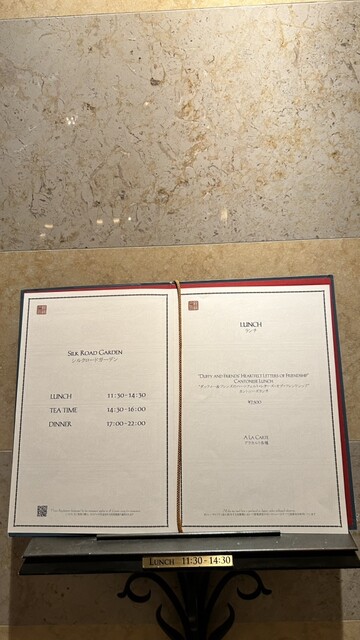 SILK ROAD GARDEN
シルクロードガーデン
LUNCH 11:30-14:30
TEA TIME 14:30-16:00
DINNER 17:00-22:00
LUNCH
ランチ
"DUFFY AND FRIENDS' HEARTFELT LETTERS OF FRIENDSHIP"
CANTONESE LUNCH
¥7,500
A LA CARTE
アラカルト各種
LUNCH 11:30-14:30